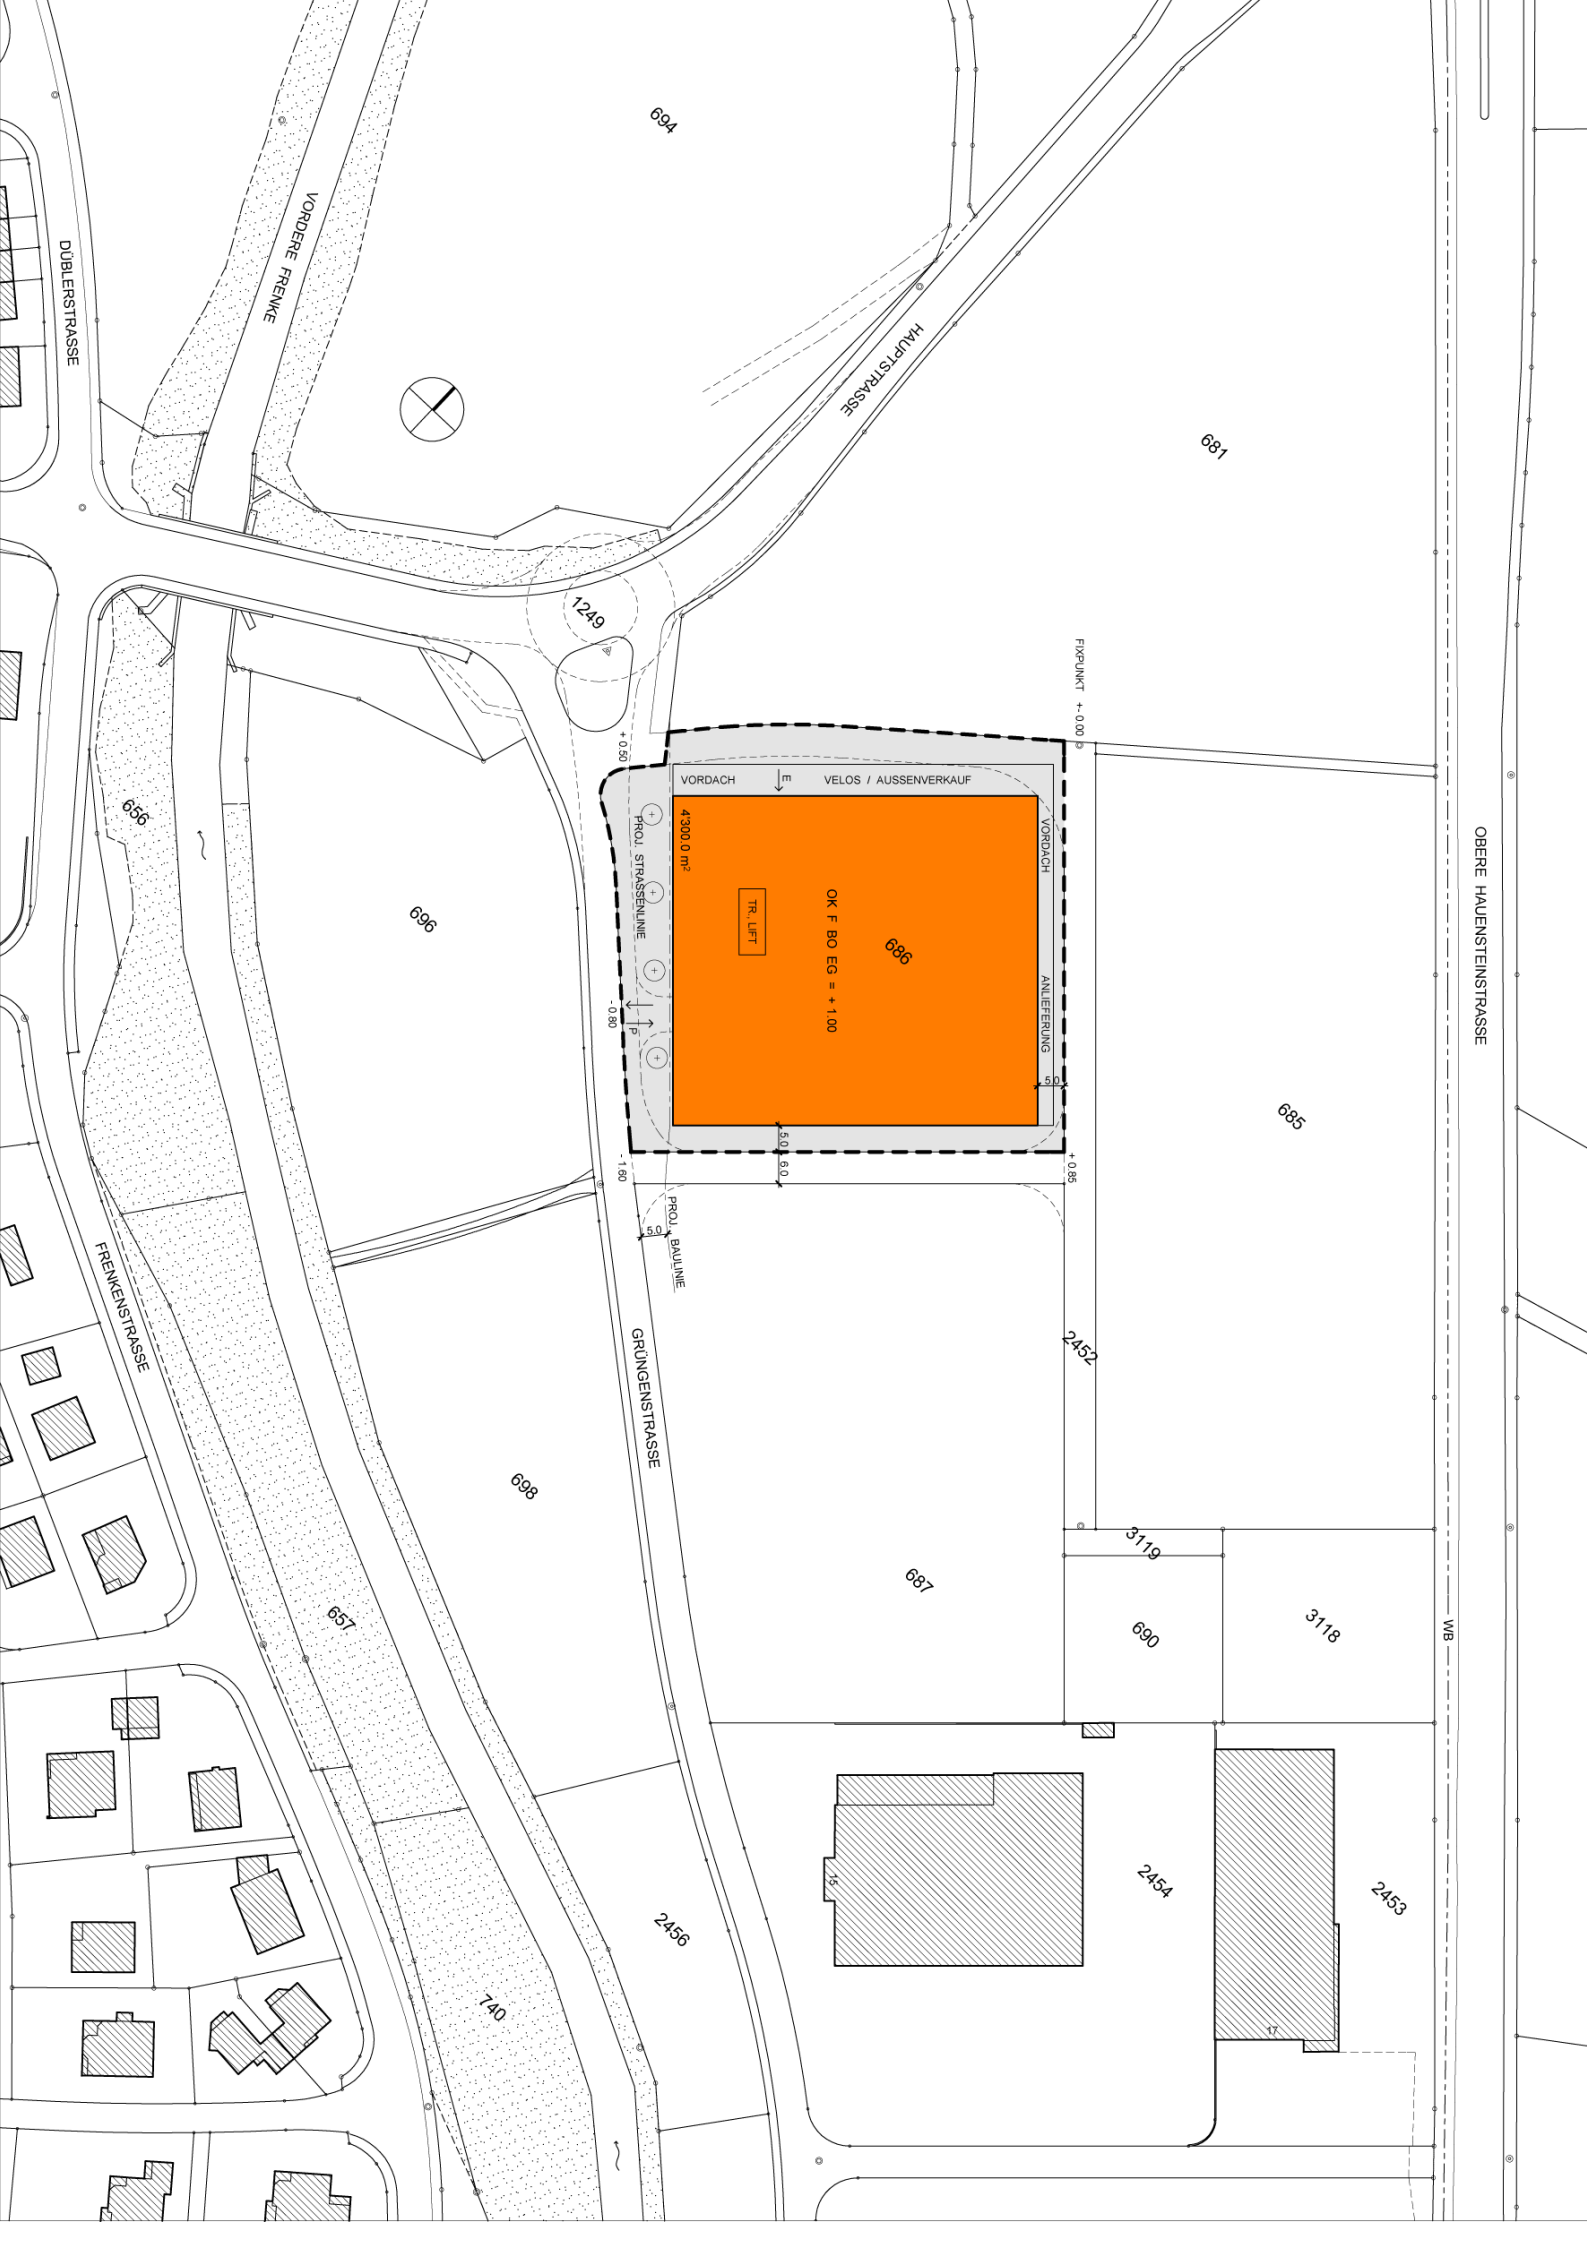 694
VORDERE FRENKE
DÜBLERSTRASSE
HAUPTSTRASSE
681
1249
FIXPUNKT +- 0.00
+ 0.50
VORDACH
E
VELOS / AUSSENVERKAUF
656
4'300.0 m²
PROJ. STRASSENLINIE
VORDACH
OBERE HAUENSTEINSTRASSE
696
TR., LIFT
OK F BO EG = + 1.00
686
ANLIEFERUNG
- 0.80
P
5.0
685
5.0
6.0
- 1.60
+ 0.85
5.0
PROJ. BAULINIE
FRENKENSTRASSE
GRÜNGENSTRASSE
2452
698
3119
687
657
690
3118
WB
15
2454
2453
2456
740
17